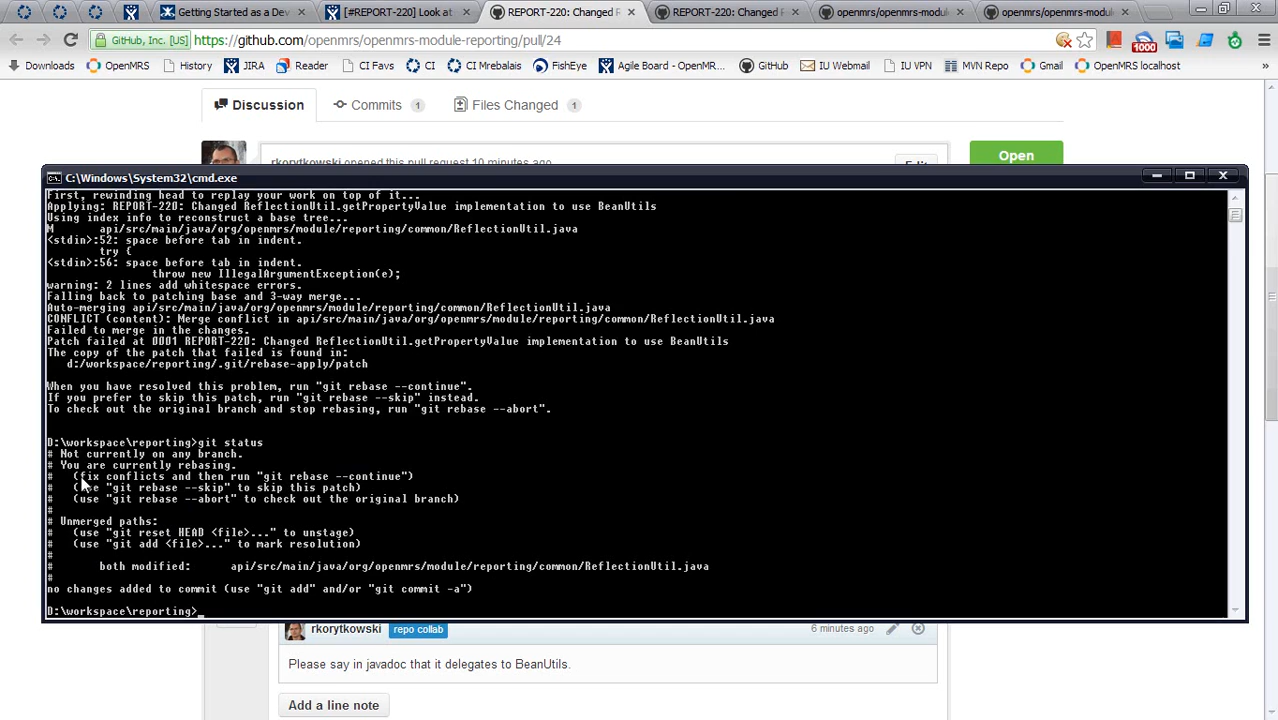 Getting Started as a Dev
[#REPORT-220] Look at
REPORT-220: Changed R
REPORT-220: Changed R
openmrs/openmrs-modul
openmrs/openmrs-modul
GitHub, Inc. [US]
https://github.com/openmrs/openmrs-module-reporting/pull/24
1000
Downloads
OpenMRS
History
JIRA
Reader
CI Favs
CI
CI Mrebalais
FishEye
Agile Board - OpenMR...
GitHub
IU Webmail
IU VPN
MVN Repo
Gmail
OpenMRS localhost
»
Discussion
Commits 1
Files Changed 1
rkorytkowski opened this pull request 10 minutes ago
Edit
Open
C:\Windows\System32\cmd.exe
First, rewinding head to replay your work on top of it...
Applying: REPORT-220: Changed ReflectionUtil.getPropertyValue implementation to use BeanUtils
Using index info to reconstruct a base tree...
M       api/src/main/java/org/openmrs/module/reporting/common/ReflectionUtil.java
<stdin>:52: space before tab in indent.
try {
<stdin>:56: space before tab in indent.
throw new IllegalArgumentException(e);
warning: 2 lines add whitespace errors.
Falling back to patching base and 3-way merge...
Auto-merging api/src/main/java/org/openmrs/module/reporting/common/ReflectionUtil.java
CONFLICT (content): Merge conflict in api/src/main/java/org/openmrs/module/reporting/common/ReflectionUtil.java
Failed to merge in the changes.
Patch failed at 0001 REPORT-220: Changed ReflectionUtil.getPropertyValue implementation to use BeanUtils
The copy of the patch that failed is found in:
d:/workspace/reporting/.git/rebase-apply/patch
When you have resolved this problem, run "git rebase --continue".
If you prefer to skip this patch, run "git rebase --skip" instead.
To check out the original branch and stop rebasing, run "git rebase --abort".
D:\workspace\reporting>git status
# Not currently on any branch.
# You are currently rebasing.
#   (fix conflicts and then run "git rebase --continue")
#   (use "git rebase --skip" to skip this patch)
#   (use "git rebase --abort" to check out the original branch)
#
# Unmerged paths:
#   (use "git reset HEAD <file>..." to unstage)
#   (use "git add <file>..." to mark resolution)
#
#       both modified:      api/src/main/java/org/openmrs/module/reporting/common/ReflectionUtil.java
#
no changes added to commit (use "git add" and/or "git commit -a")
D:\workspace\reporting>_
rkorytkowski repo collab
6 minutes ago
Please say in javadoc that it delegates to BeanUtils.
Add a line note